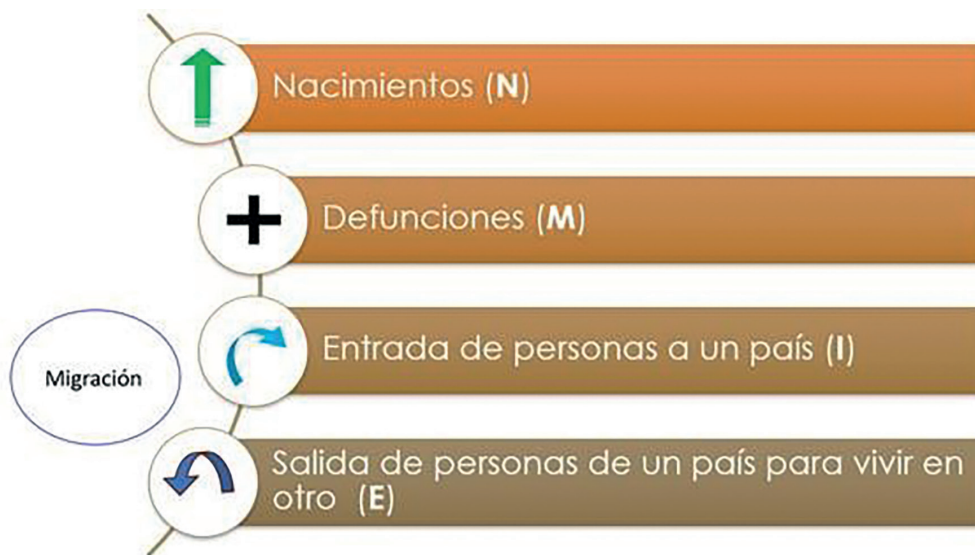 Nacimientos (N)
Defunciones (M)
Entrada de personas a un país (I)
Migración
Salida de personas de un país para vivir en
otro (E)